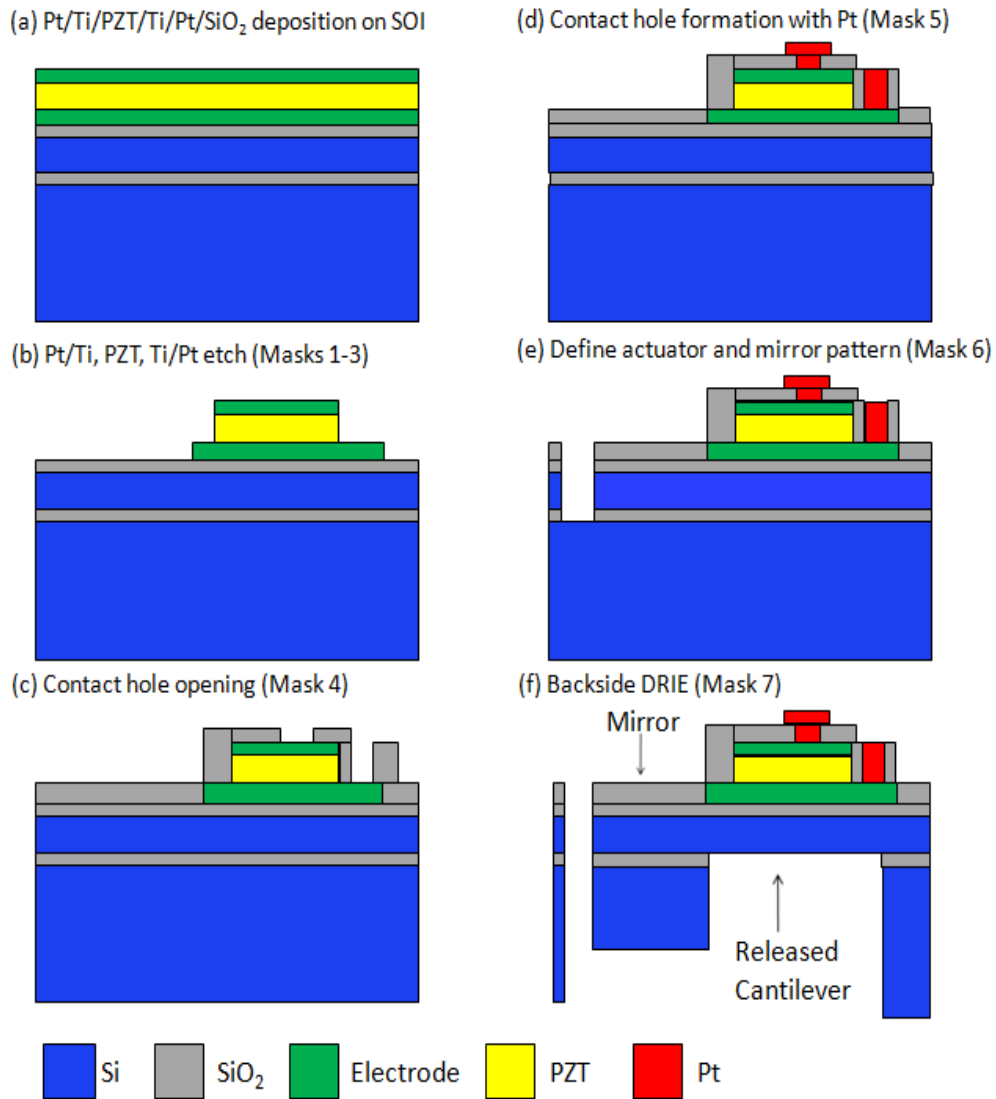 (a) Pt/Ti/PZT/Ti/Pt/SiO₂ deposition on SOI
(b) Pt/Ti, PZT, Ti/Pt etch (Masks 1-3)
(c) Contact hole opening (Mask 4)
(d) Contact hole formation with Pt (Mask 5)
(e) Define actuator and mirror pattern (Mask 6)
(f) Backside DRIE (Mask 7)
Mirror
Released
Cantilever
Si
SiO₂
Electrode
PZT
Pt